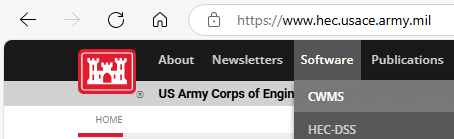 https://www.hec.usace.army.mil
About Newsletters Software Publications
®
US Army Corps of Engin
CWMS
HOME
HEC-DSS